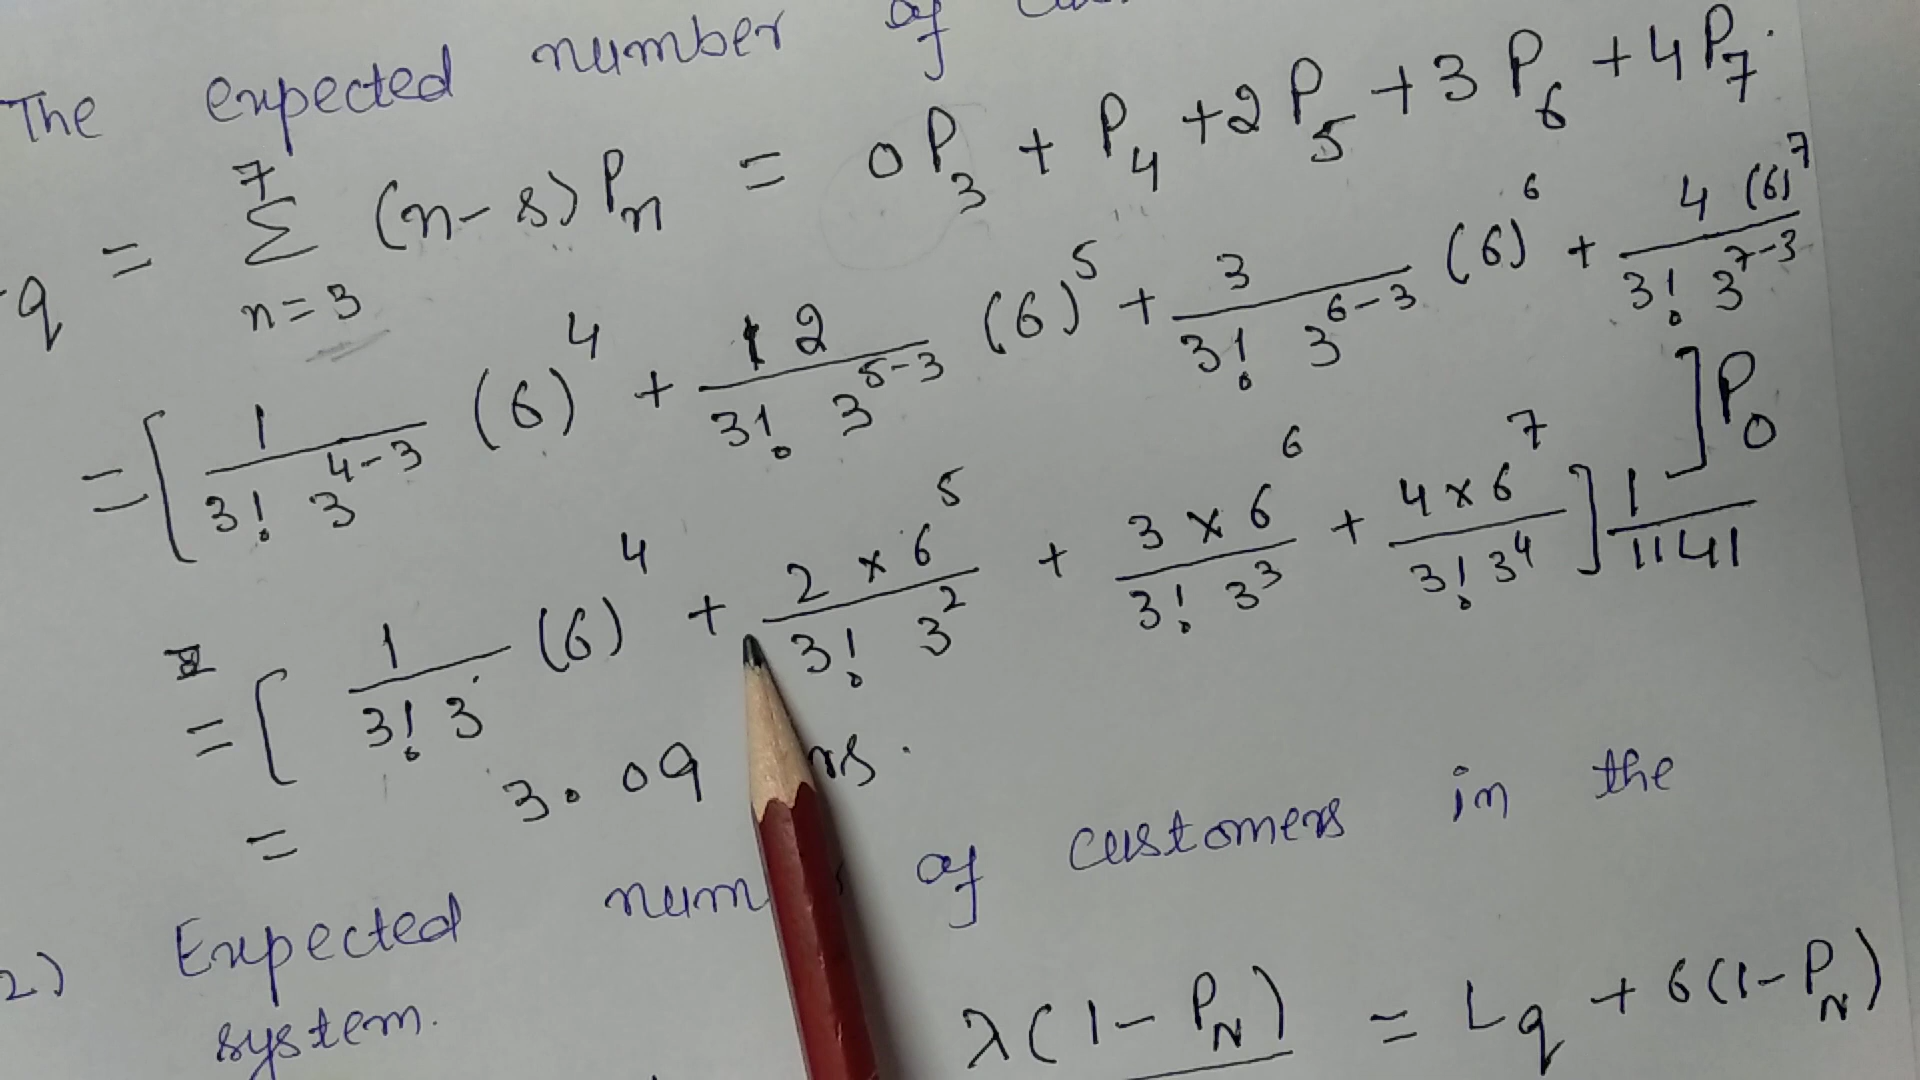 The expected number of
q = 7 Σ n=3 (n-s) Pn = 0P3 + P4 + 2P5 + 3P6 + 4P7.
= [ 1/(3! 3^(4-3)) (6)^4 + 2/(3! 3^(5-3)) (6)^5 + 3/(3! 3^(6-3)) (6)^6 + 4 (6)^7/(3! 3^(7-3)) ] P0
= [ 1/(3! 3) (6)^4 + 2×6^5/(3! 3^2) + 3×6^6/(3! 3^3) + 4×6^7/(3! 3^4) ] 1/1141
= 3.09
2) Expected of customers in the
system.
λ(1-PN) = Lq + 6(1-PN)